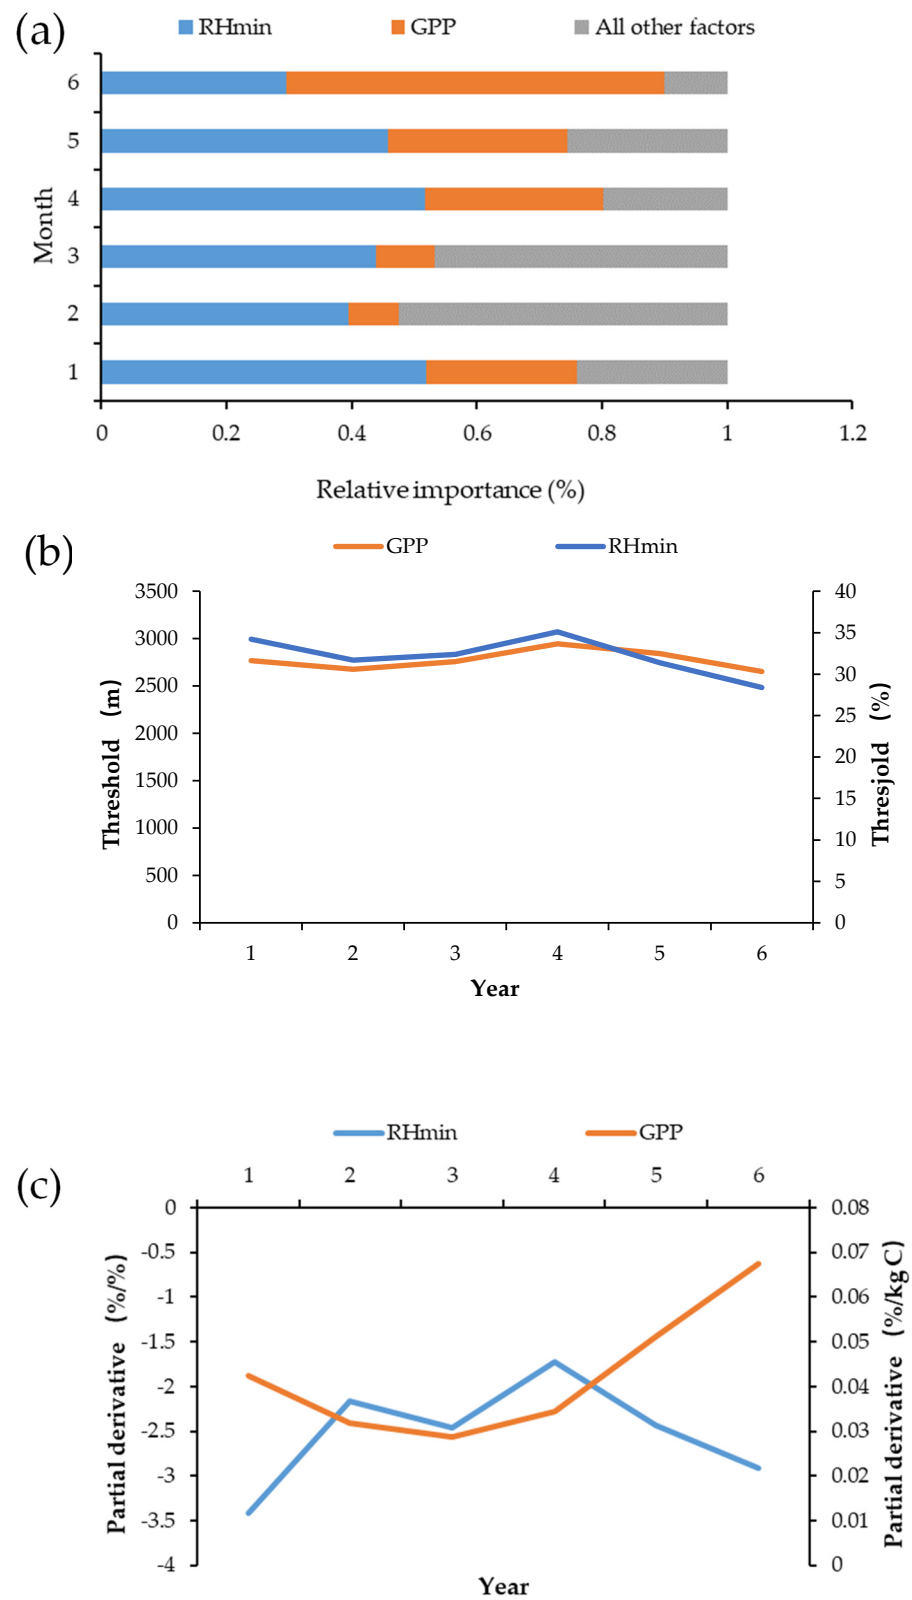 (a)
RHmin GPP All other factors
6
5
4
3
2
1
Month
0 0.2 0.4 0.6 0.8 1 1.2
Relative importance (%)
(b)
GPP RHmin
3500 40
3000 35
2500 30
2000 25
1500 20
1000 15
500 10
0 5
0
Threshold (m)
Thresjold (%)
1 2 3 4 5 6
Year
(c)
RHmin GPP
1 2 3 4 5 6
0 0.08
-0.5 0.07
-1 0.06
-1.5 0.05
-2 0.04
-2.5 0.03
-3 0.02
-3.5 0.01
-4 0
Partial derivative (%/%)
Partial derivative (%/kg C)
Year